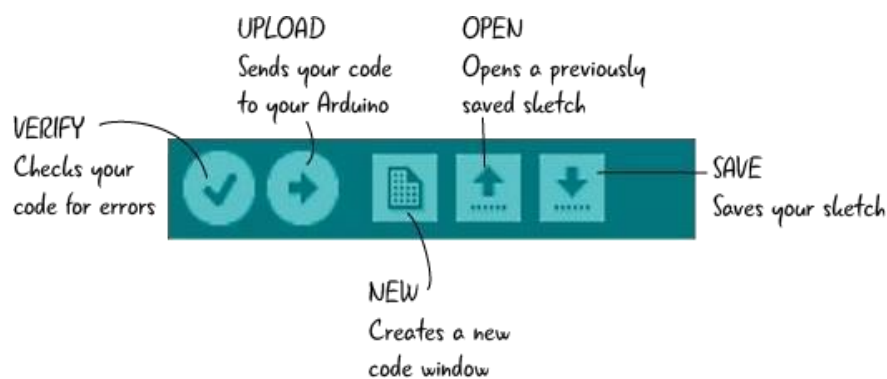 UPLOAD
Sends your code
to your Arduino
OPEN
Opens a previously
saved sketch
VERIFY
Checks your
code for errors
SAVE
Saves your sketch
NEW
Creates a new
code window